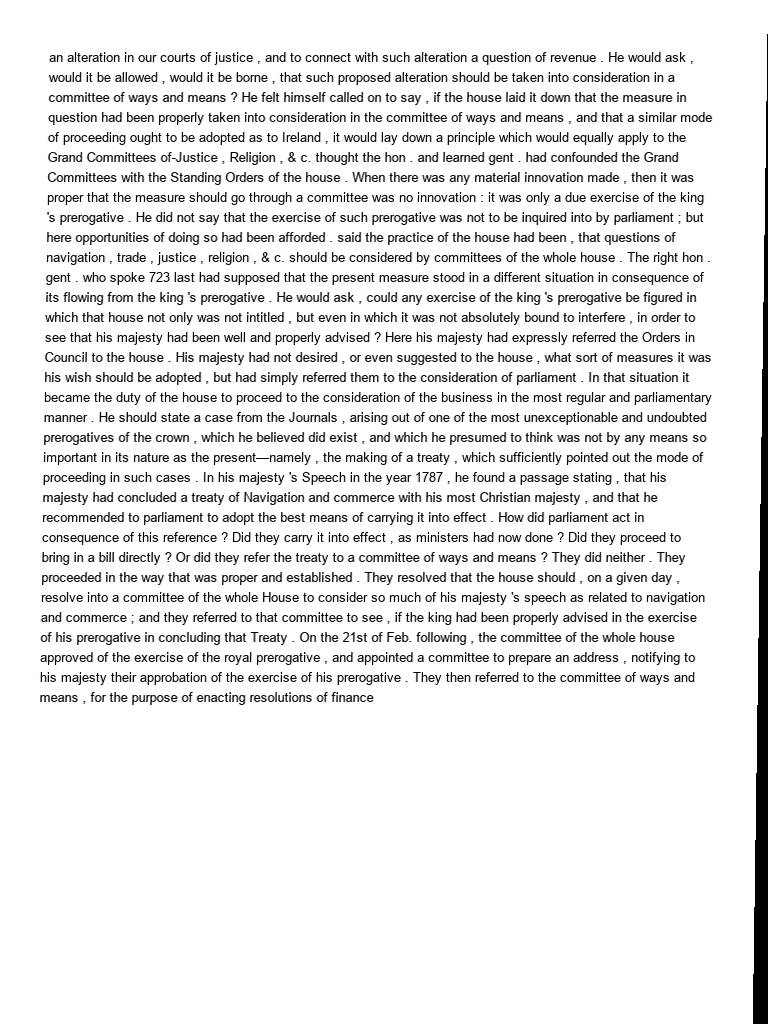 an alteration in our courts of justice , and to connect with such alteration a question of revenue . He would ask ,
would it be allowed , would it be borne , that such proposed alteration should be taken into consideration in a
committee of ways and means ? He felt himself called on to say , if the house laid it down that the measure in
question had been properly taken into consideration in the committee of ways and means , and that a similar mode
of proceeding ought to be adopted as to Ireland , it would lay down a principle which would equally apply to the
Grand Committees of-Justice , Religion , & c. thought the hon . and learned gent . had confounded the Grand
Committees with the Standing Orders of the house . When there was any material innovation made , then it was
proper that the measure should go through a committee was no innovation : it was only a due exercise of the king
's prerogative . He did not say that the exercise of such prerogative was not to be inquired into by parliament ; but
here opportunities of doing so had been afforded . said the practice of the house had been , that questions of
navigation , trade , justice , religion , & c. should be considered by committees of the whole house . The right hon .
gent . who spoke 723 last had supposed that the present measure stood in a different situation in consequence of
its flowing from the king 's prerogative . He would ask , could any exercise of the king 's prerogative be figured in
which that house not only was not intitled , but even in which it was not absolutely bound to interfere , in order to
see that his majesty had been well and properly advised ? Here his majesty had expressly referred the Orders in
Council to the house . His majesty had not desired , or even suggested to the house , what sort of measures it was
his wish should be adopted , but had simply referred them to the consideration of parliament . In that situation it
became the duty of the house to proceed to the consideration of the business in the most regular and parliamentary
manner . He should state a case from the Journals , arising out of one of the most unexceptionable and undoubted
prerogatives of the crown , which he believed did exist , and which he presumed to think was not by any means so
important in its nature as the present—namely , the making of a treaty , which sufficiently pointed out the mode of
proceeding in such cases . In his majesty 's Speech in the year 1787 , he found a passage stating , that his
majesty had concluded a treaty of Navigation and commerce with his most Christian majesty , and that he
recommended to parliament to adopt the best means of carrying it into effect . How did parliament act in
consequence of this reference ? Did they carry it into effect , as ministers had now done ? Did they proceed to
bring in a bill directly ? Or did they refer the treaty to a committee of ways and means ? They did neither . They
proceeded in the way that was proper and established . They resolved that the house should , on a given day ,
resolve into a committee of the whole House to consider so much of his majesty 's speech as related to navigation
and commerce ; and they referred to that committee to see , if the king had been properly advised in the exercise
of his prerogative in concluding that Treaty . On the 21st of Feb. following , the committee of the whole house
approved of the exercise of the royal prerogative , and appointed a committee to prepare an address , notifying to
his majesty their approbation of the exercise of his prerogative . They then referred to the committee of ways and
means , for the purpose of enacting resolutions of finance